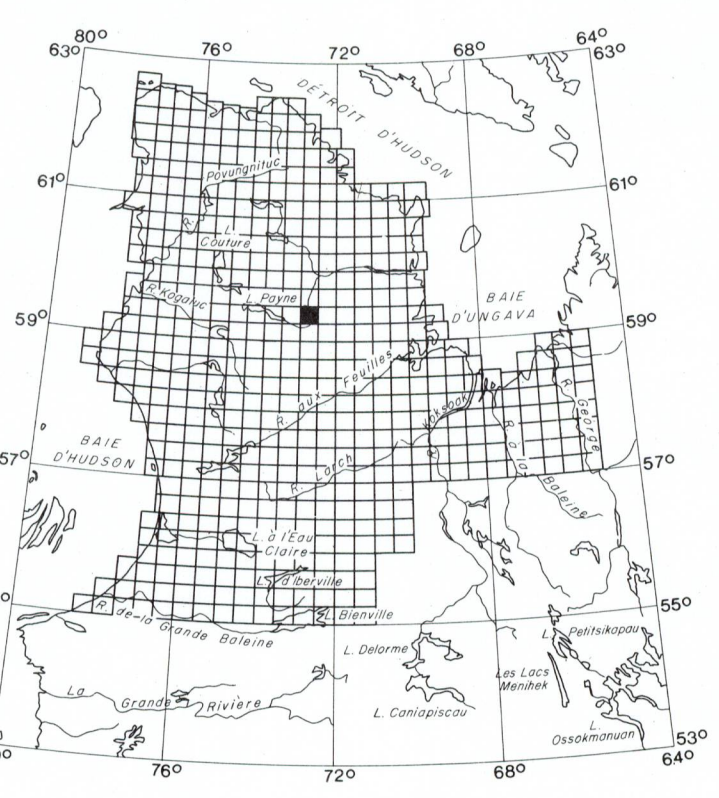 80°
76°
72°
68°
64°
63°
63°
DÉTROIT D'HUDSON
Povungnituc
R.
61°
61°
L.
Couture
R. Kogaluc
L. Payne
BAIE
D'UNGAVA
59°
59°
R. aux Feuilles
Koksoak
R.
R. à la Baleine
R. George
BAIE
D'HUDSON
57°
57°
R. Larch
L. à l'Eau
Claire
L. d'Iberville
R. de-la Grande Baleine
L. Bienville
55°
L. Delorme
L. Petitsikapau
Les Lacs
Menihek
La Grande Rivière
L. Caniapiscau
L.
Ossokmanuan
53°
76°
72°
68°
64°